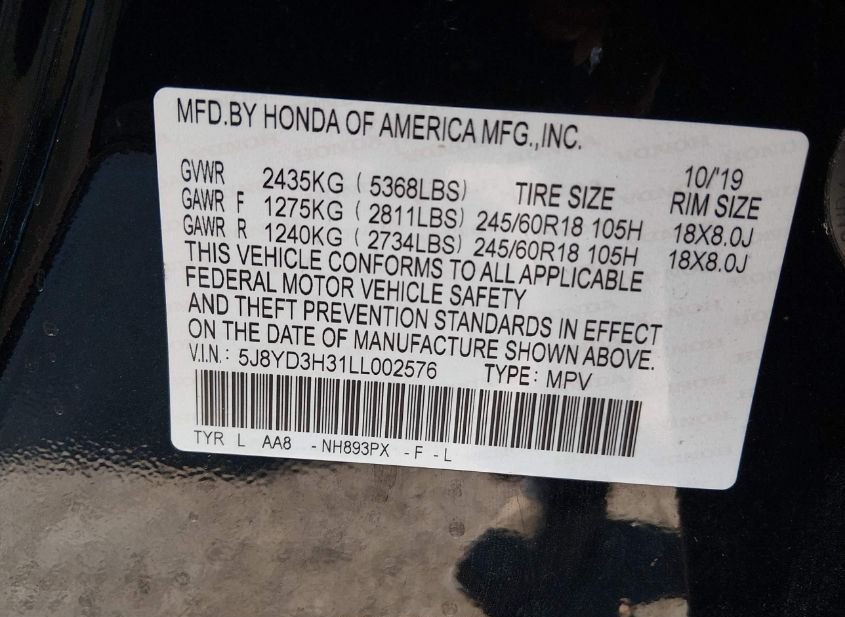 MFD.BY HONDA OF AMERICA MFG.,INC.
10/'19
GVWR 2435KG ( 5368LBS) TIRE SIZE RIM SIZE
GAWR F 1275KG ( 2811LBS) 245/60R18 105H 18X8.0J
GAWR R 1240KG ( 2734LBS) 245/60R18 105H 18X8.0J
THIS VEHICLE CONFORMS TO ALL APPLICABLE
FEDERAL MOTOR VEHICLE SAFETY
AND THEFT PREVENTION STANDARDS IN EFFECT
ON THE DATE OF MANUFACTURE SHOWN ABOVE.
V.I.N.: 5J8YD3H31LL002576 TYPE: MPV
TYR L AA8 -NH893PX - F - L